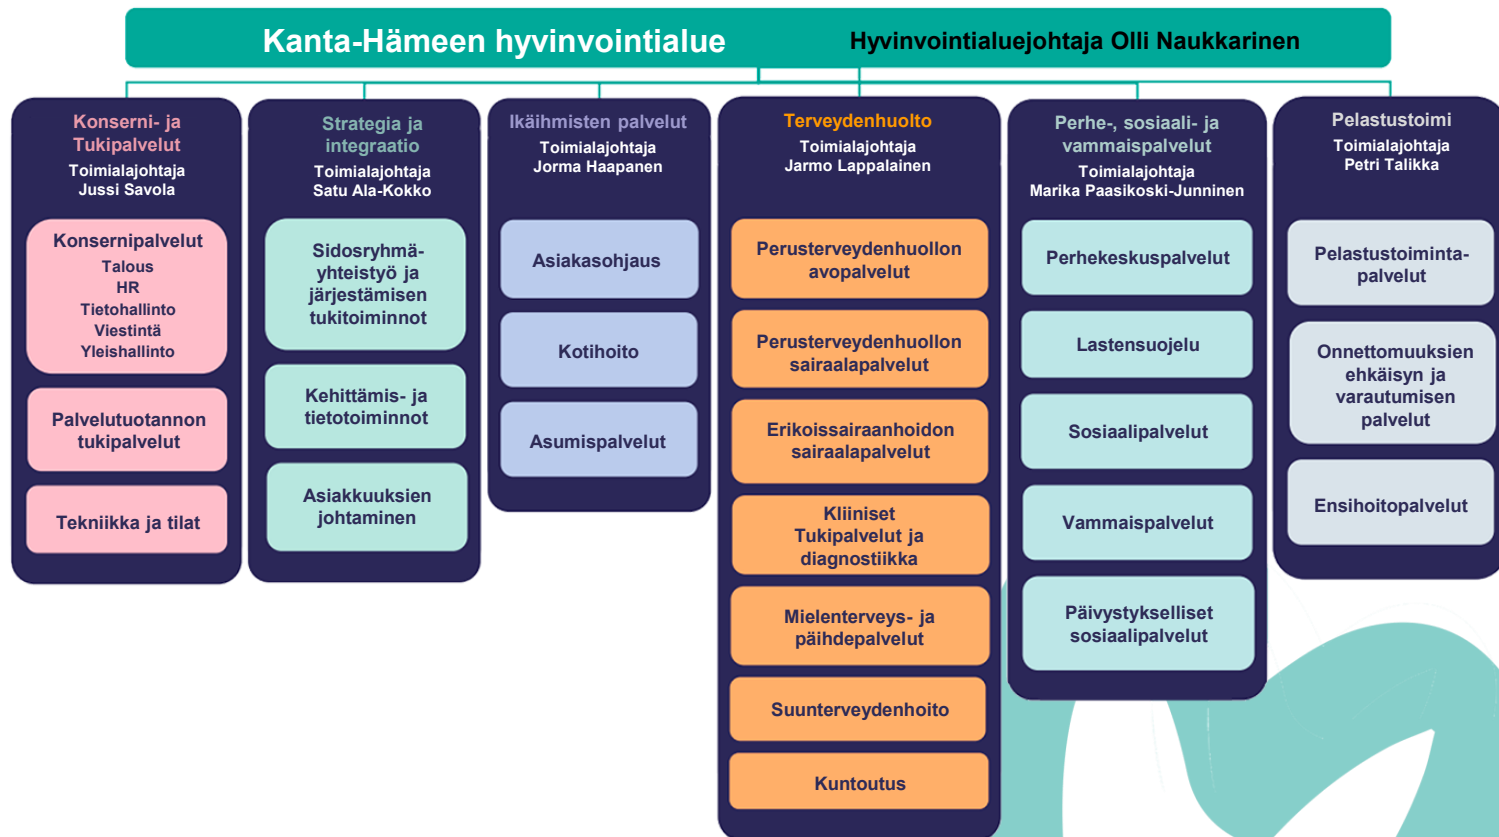 Kanta-Hämeen hyvinvointialue
Hyvinvointialuejohtaja Olli Naukkarinen
Konserni- ja
Tukipalvelut
Toimialajohtaja
Jussi Savola
Konsernipalvelut
Talous
HR
Tietohallinto
Viestintä
Yleishallinto
Palvelutuotannon
tukipalvelut
Tekniikka ja tilat
Strategia ja
integraatio
Toimialajohtaja
Satu Ala-Kokko
Sidosryhmä-
yhteistyö ja
järjestämisen
tukitoiminnot
Kehittämis- ja
tietotoiminnot
Asiakkuuksien
johtaminen
Ikäihmisten palvelut
Toimialajohtaja
Jorma Haapanen
Asiakasohjaus
Kotihoito
Asumispalvelut
Terveydenhuolto
Toimialajohtaja
Jarmo Lappalainen
Perusterveydenhuollon
avopalvelut
Perusterveydenhuollon
sairaalapalvelut
Erikoissairaanhoidon
sairaalapalvelut
Kliiniset
Tukipalvelut ja
diagnostiikka
Mielenterveys- ja
päihdepalvelut
Suunterveydenhoito
Kuntoutus
Perhe-, sosiaali- ja
vammaispalvelut
Toimialajohtaja
Marika Paasikoski-Junninen
Perhekeskuspalvelut
Lastensuojelu
Sosiaalipalvelut
Vammaispalvelut
Päivystykselliset
sosiaalipalvelut
Pelastustoimi
Toimialajohtaja
Petri Talikka
Pelastustoiminta-
palvelut
Onnettomuuksien
ehkäisyn ja
varautumisen
palvelut
Ensihoitopalvelut